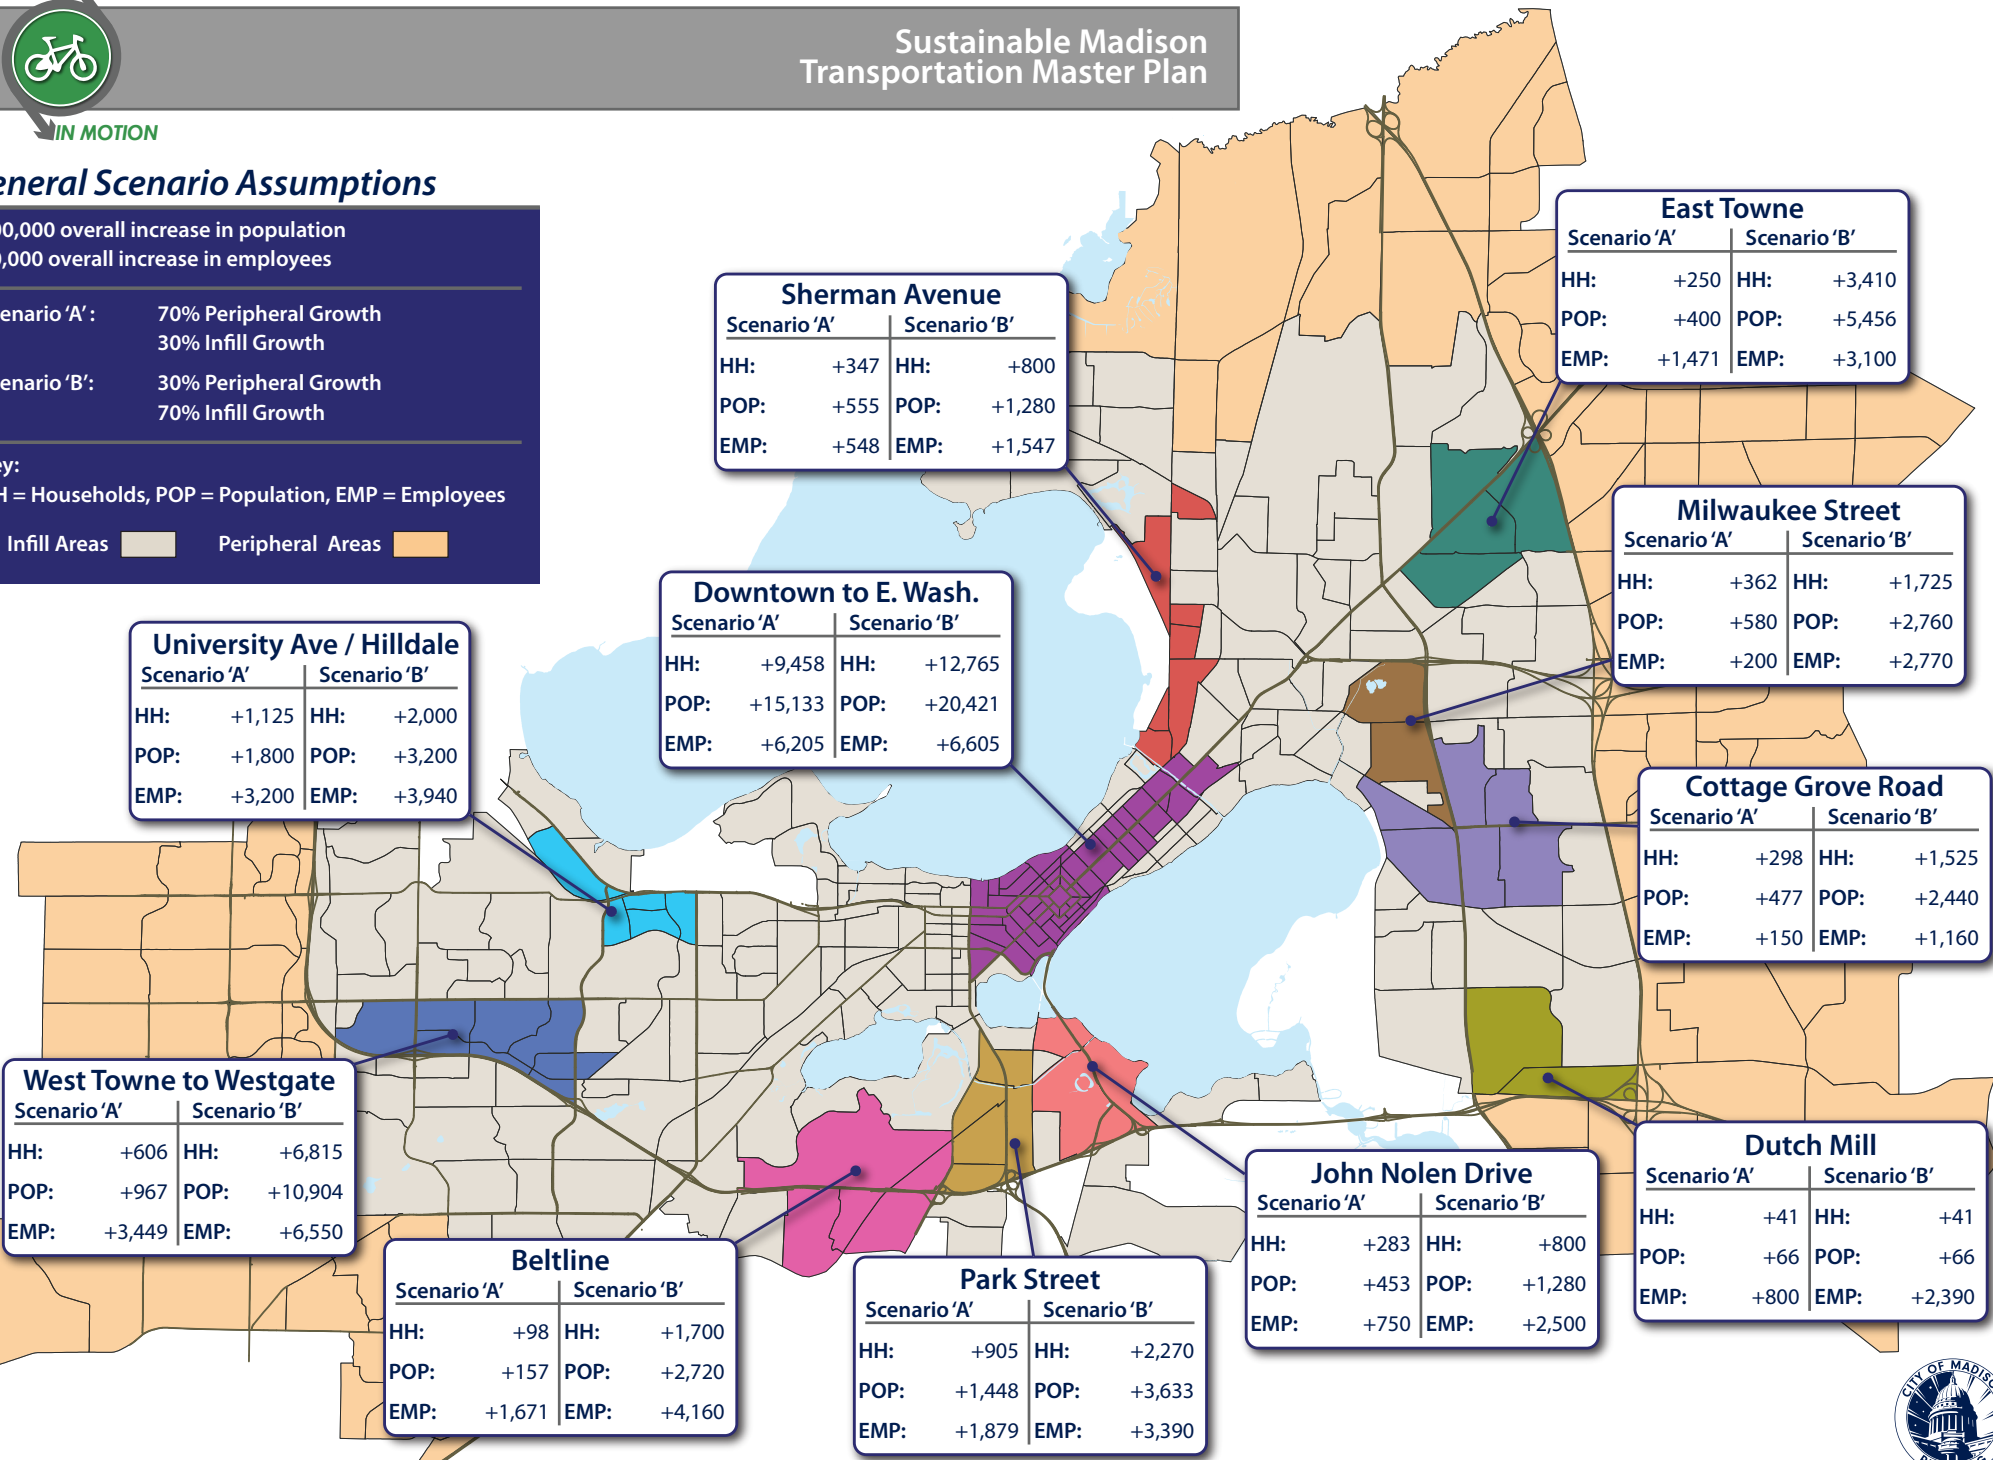 Sustainable Madison
Transportation Master Plan
IN MOTION
eneral Scenario Assumptions
00,000 overall increase in population
0,000 overall increase in employees
enario ‘A’ : 70% Peripheral Growth
30% Infill Growth
enario ‘B’: 30% Peripheral Growth
70% Infill Growth
ey:
H = Households, POP = Population, EMP = Employees
Infill Areas Peripheral Areas
East Towne
Scenario ‘A’ Scenario ‘B’
HH: +250 HH: +3,410
POP: +400 POP: +5,456
EMP: +1,471 EMP: +3,100
Sherman Avenue
Scenario ‘A’ Scenario ‘B’
HH: +347 HH: +800
POP: +555 POP: +1,280
EMP: +548 EMP: +1,547
Milwaukee Street
Scenario ‘A’ Scenario ‘B’
HH: +362 HH: +1,725
POP: +580 POP: +2,760
EMP: +200 EMP: +2,770
Downtown to E. Wash.
Scenario ‘A’ Scenario ‘B’
HH: +9,458 HH: +12,765
POP: +15,133 POP: +20,421
EMP: +6,205 EMP: +6,605
University Ave / Hilldale
Scenario ‘A’ Scenario ‘B’
HH: +1,125 HH: +2,000
POP: +1,800 POP: +3,200
EMP: +3,200 EMP: +3,940
Cottage Grove Road
Scenario ‘A’ Scenario ‘B’
HH: +298 HH: +1,525
POP: +477 POP: +2,440
EMP: +150 EMP: +1,160
West Towne to Westgate
Scenario ‘A’ Scenario ‘B’
HH: +606 HH: +6,815
POP: +967 POP: +10,904
EMP: +3,449 EMP: +6,550
Dutch Mill
Scenario ‘A’ Scenario ‘B’
HH: +41 HH: +41
POP: +66 POP: +66
EMP: +800 EMP: +2,390
John Nolen Drive
Scenario ‘A’ Scenario ‘B’
HH: +283 HH: +800
POP: +453 POP: +1,280
EMP: +750 EMP: +2,500
Beltline
Scenario ‘A’ Scenario ‘B’
HH: +98 HH: +1,700
POP: +157 POP: +2,720
EMP: +1,671 EMP: +4,160
Park Street
Scenario ‘A’ Scenario ‘B’
HH: +905 HH: +2,270
POP: +1,448 POP: +3,633
EMP: +1,879 EMP: +3,390
CITY OF MADISO